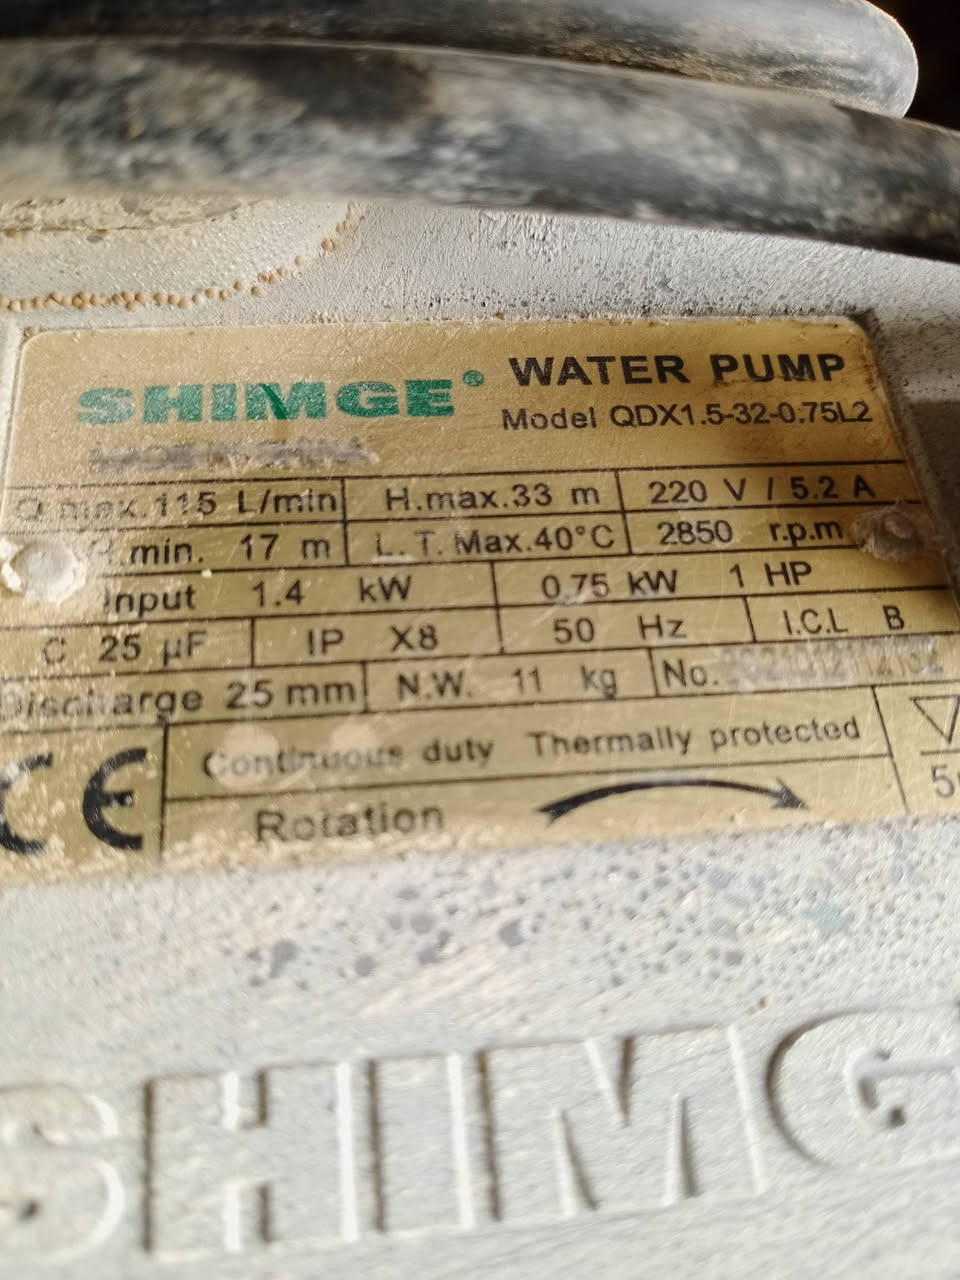 SHIMGE® WATER PUMP
Model QDX1.5-32-0.75L2
Q max.115 L/min H.max.33 m 220 V / 5.2 A
H.min. 17 m L.T.Max.40°C 2850 r.p.m
Input 1.4 kW 0.75 kW 1 HP
C 25 µF IP X8 50 Hz I.C.L B
Discharge 25 mm N.W. 11 kg No.
CE Continuous duty Thermally protected
Rotation
SHIMG